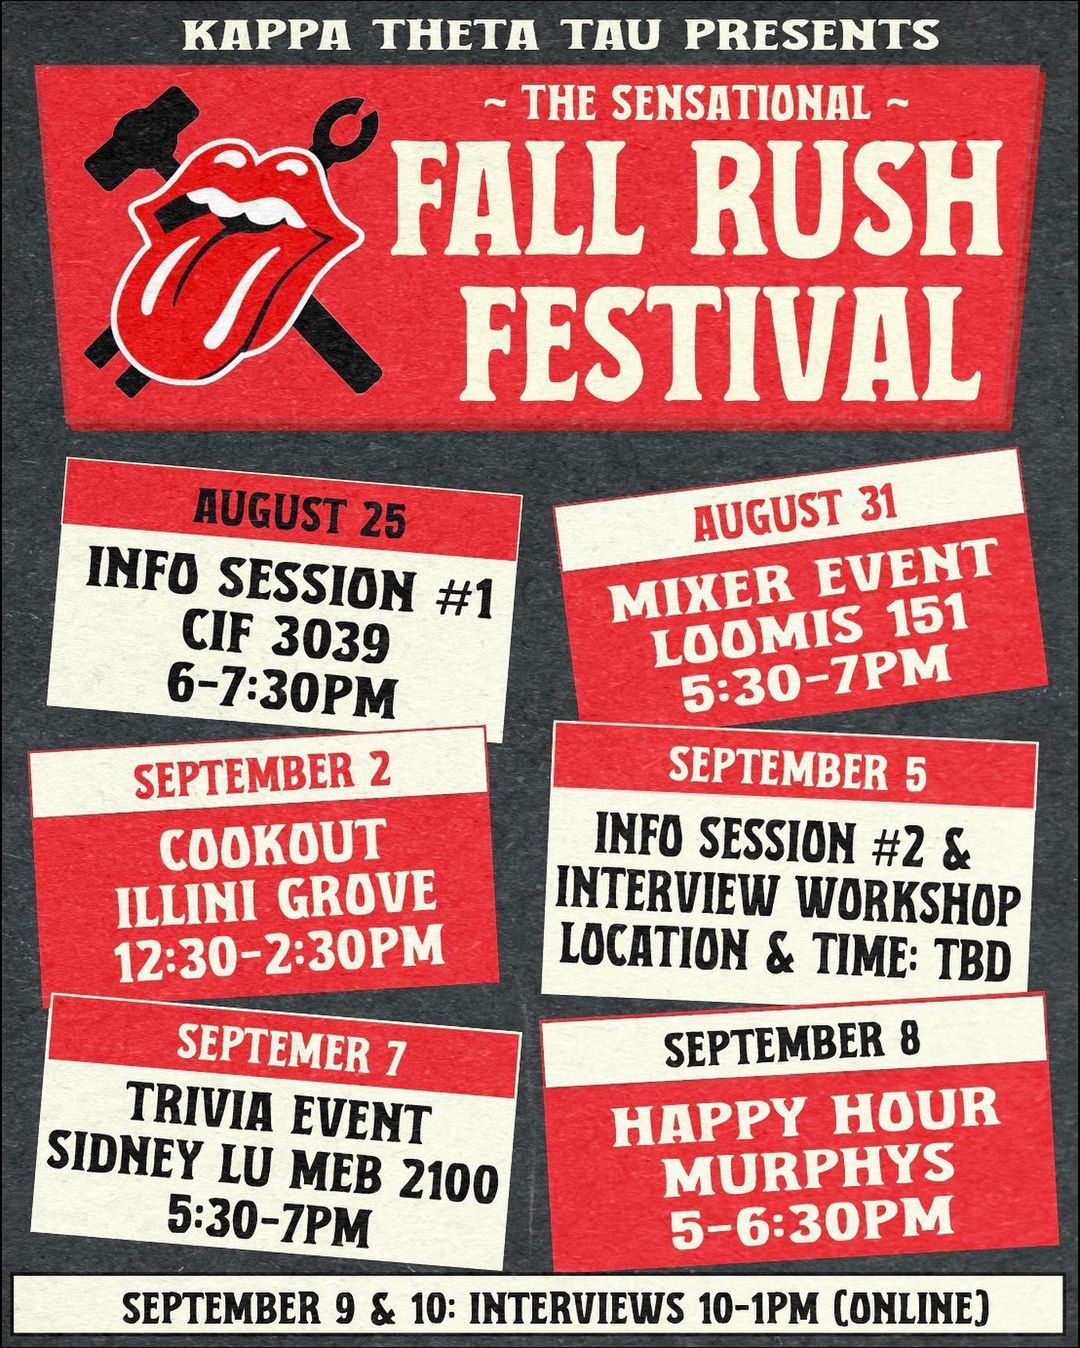 KAPPA THETA TAU PRESENTS
~ THE SENSATIONAL ~
FALL RUSH
FESTIVAL
AUGUST 25
INFO SESSION #1
CIF 3039
6-7:30PM
AUGUST 31
MIXER EVENT
LOOMIS 151
5:30-7PM
SEPTEMBER 2
COOKOUT
ILLINI GROVE
12:30-2:30PM
SEPTEMBER 5
INFO SESSION #2 &
INTERVIEW WORKSHOP
LOCATION & TIME: TBD
SEPTEMER 7
TRIVIA EVENT
SIDNEY LU MEB 2100
5:30-7PM
SEPTEMBER 8
HAPPY HOUR
MURPHYS
5-6:30PM
SEPTEMBER 9 & 10: INTERVIEWS 10-1PM (ONLINE)